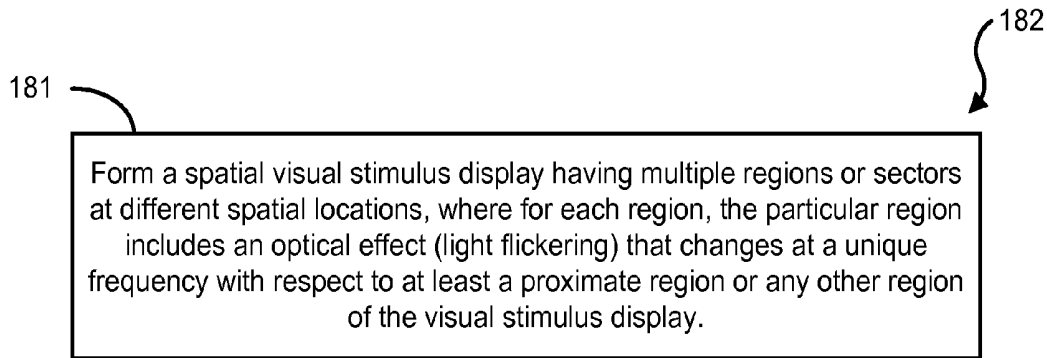 182
181
Form a spatial visual stimulus display having multiple regions or sectors
at different spatial locations, where for each region, the particular region
includes an optical effect (light flickering) that changes at a unique
frequency with respect to at least a proximate region or any other region
of the visual stimulus display.